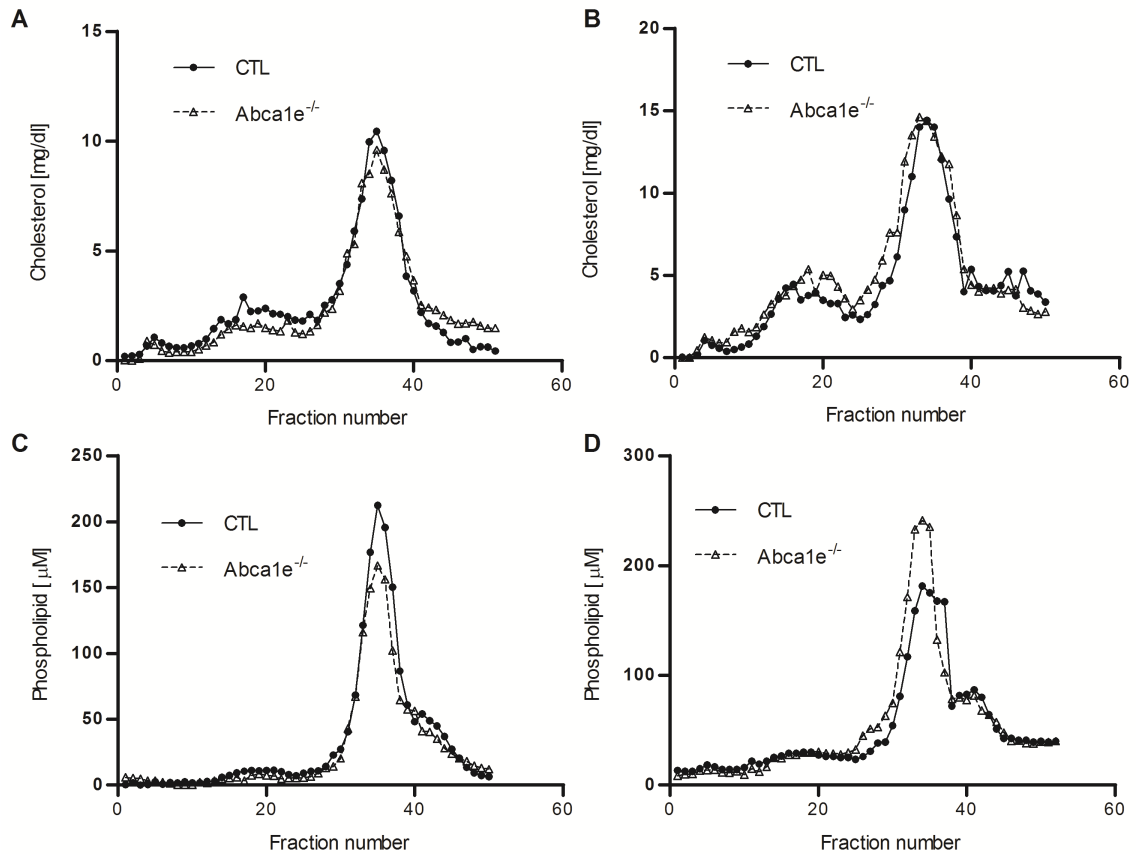 A
15
10
5
0
Cholesterol [mg/dl]
CTL
Abca1e-/-
0
20
40
60
Fraction number
B
20
15
10
5
0
Cholesterol [mg/dl]
CTL
Abca1e-/-
0
20
40
60
Fraction number
C
250
200
150
100
50
0
Phospholipid [ μM]
CTL
Abca1e-/-
0
20
40
60
Fraction number
D
300
200
100
0
Phospholipid [ μM]
CTL
Abca1e-/-
0
20
40
60
Fraction number